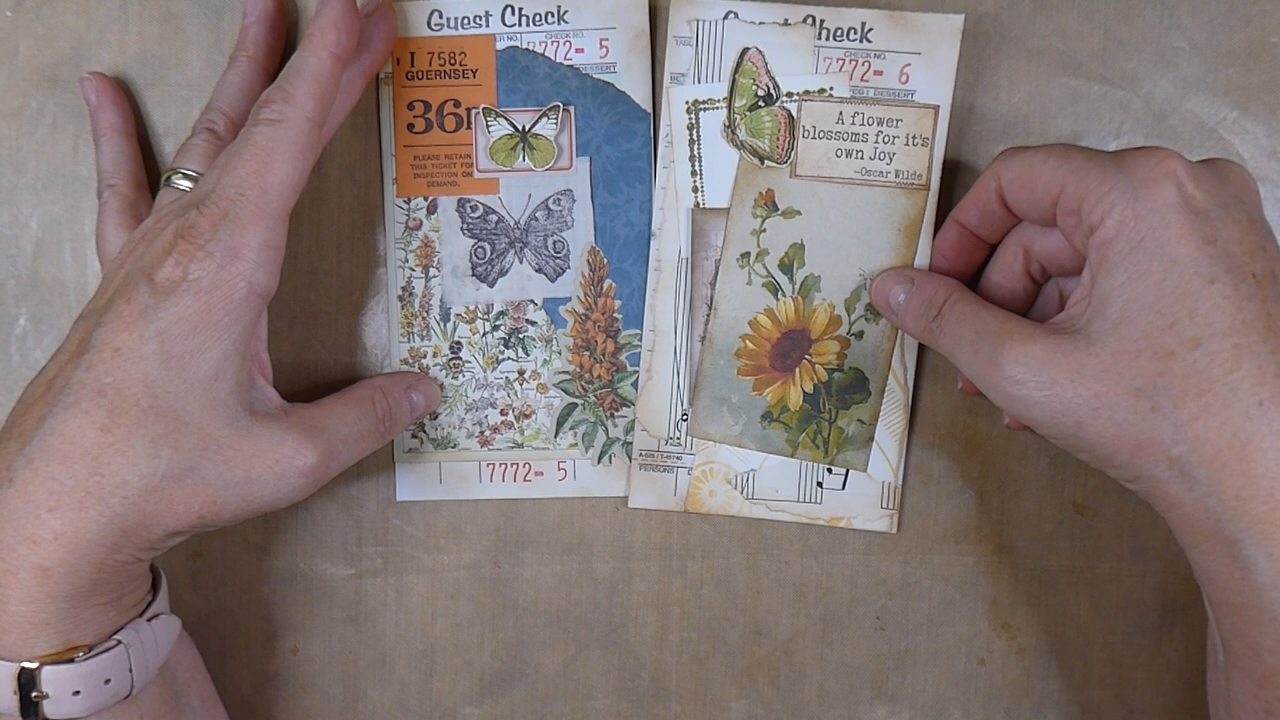 Guest Check
CHECK NO.
7772- 5
DESSERT
I 7582
GUERNSEY
36
PLEASE RETAIN
THIS TICKET FOR
INSPECTION ON
DEMAND.
7772- 5
Check
CHECK NO.
7772- 6
DESSERT
A flower
blossoms for it's
own Joy
--Oscar Wilde
PERSONS